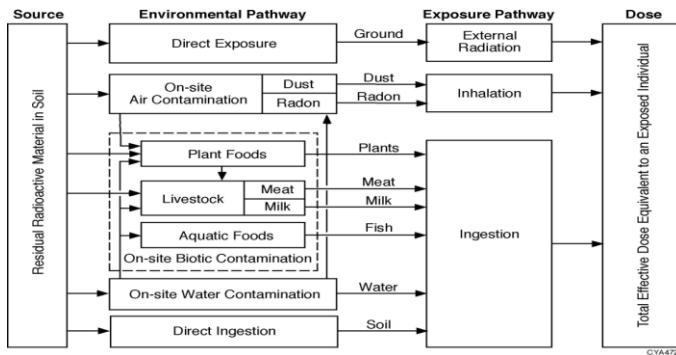 Source
Environmental Pathway
Exposure Pathway
Dose
Residual Radioactive Material in Soil
Direct Exposure
Ground
External
Radiation
On-site
Air Contamination
Dust
Radon
Dust
Radon
Inhalation
Plant Foods
Plants
Livestock
Meat
Milk
Meat
Milk
Aquatic Foods
Fish
On-site Biotic Contamination
Ingestion
On-site Water Contamination
Water
Direct Ingestion
Soil
Total Effective Dose Equivalent to an Exposed Individual
CYA472